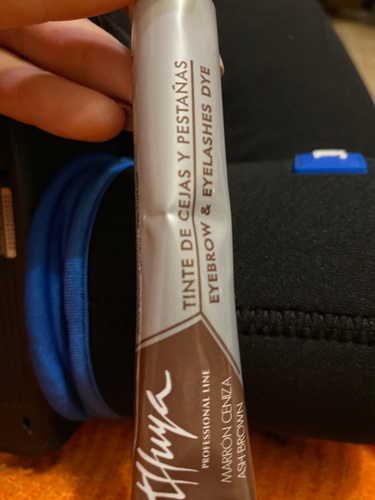 TINTE DE CEJAS Y PESTAÑAS
EYEBROW & EYELASHES DYE
thuya
PROFESSIONAL LINE
MARRÓN CENIZA
ASH BROWN